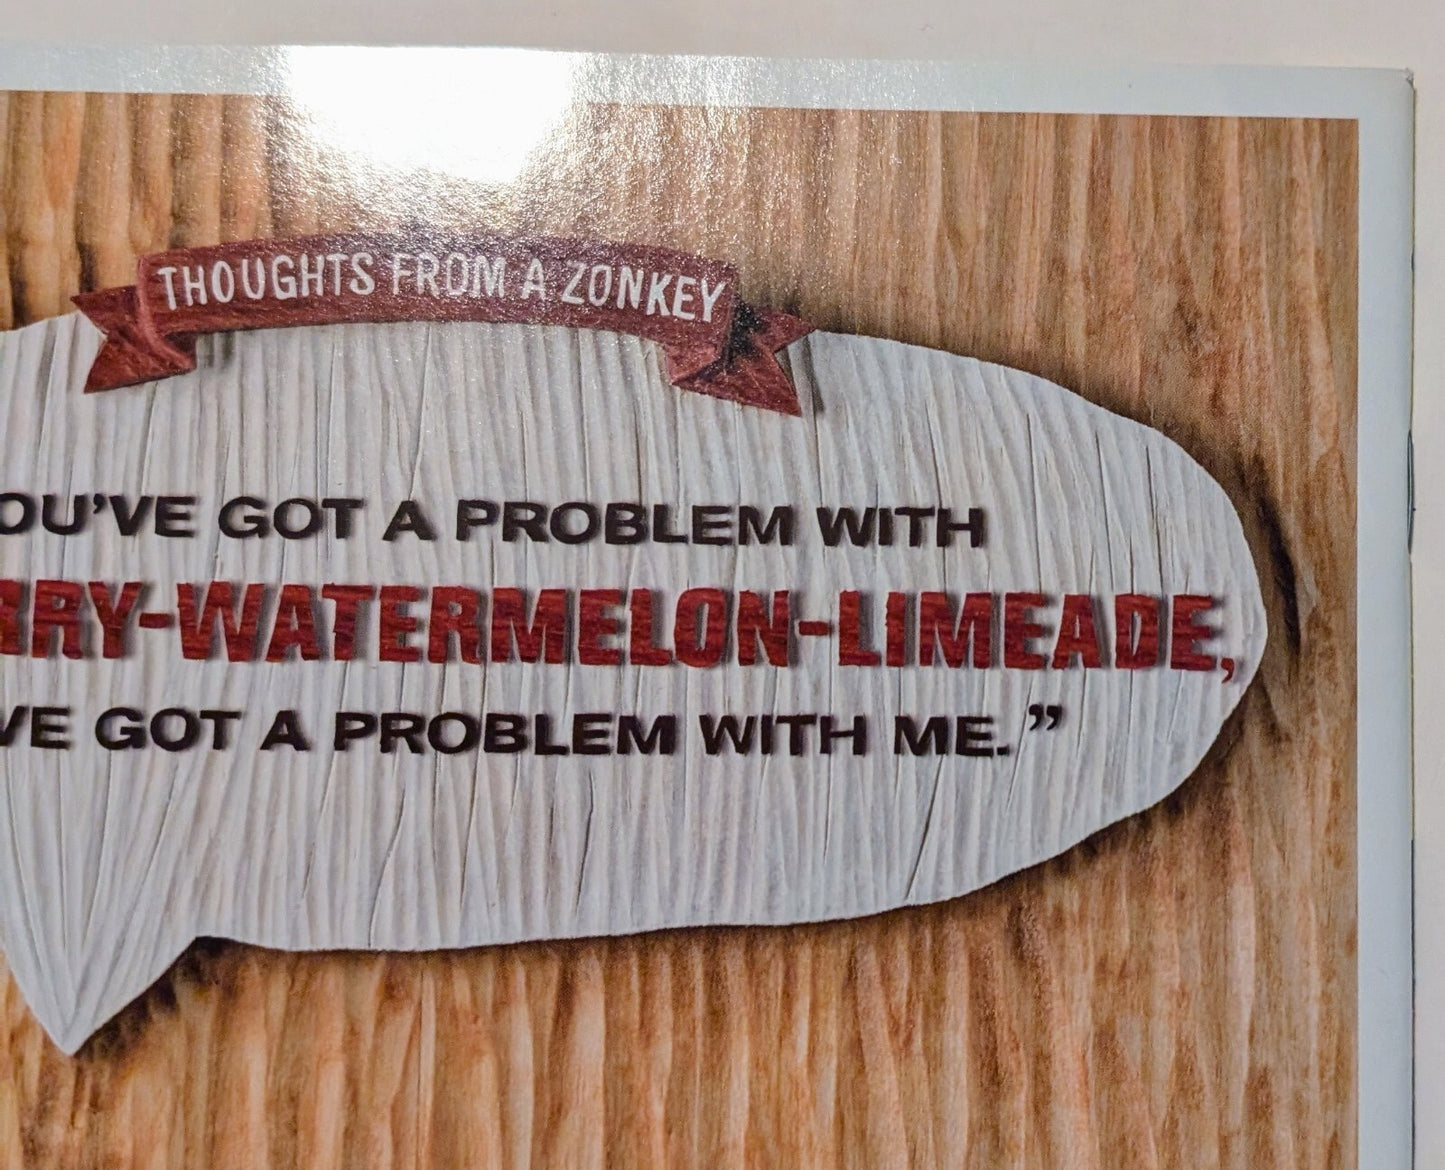 THOUGHTS FROM A ZONKEY
OU'VE GOT A PROBLEM WITH
RRY-WATERMELON-LIMEADE,
VE GOT A PROBLEM WITH ME.”